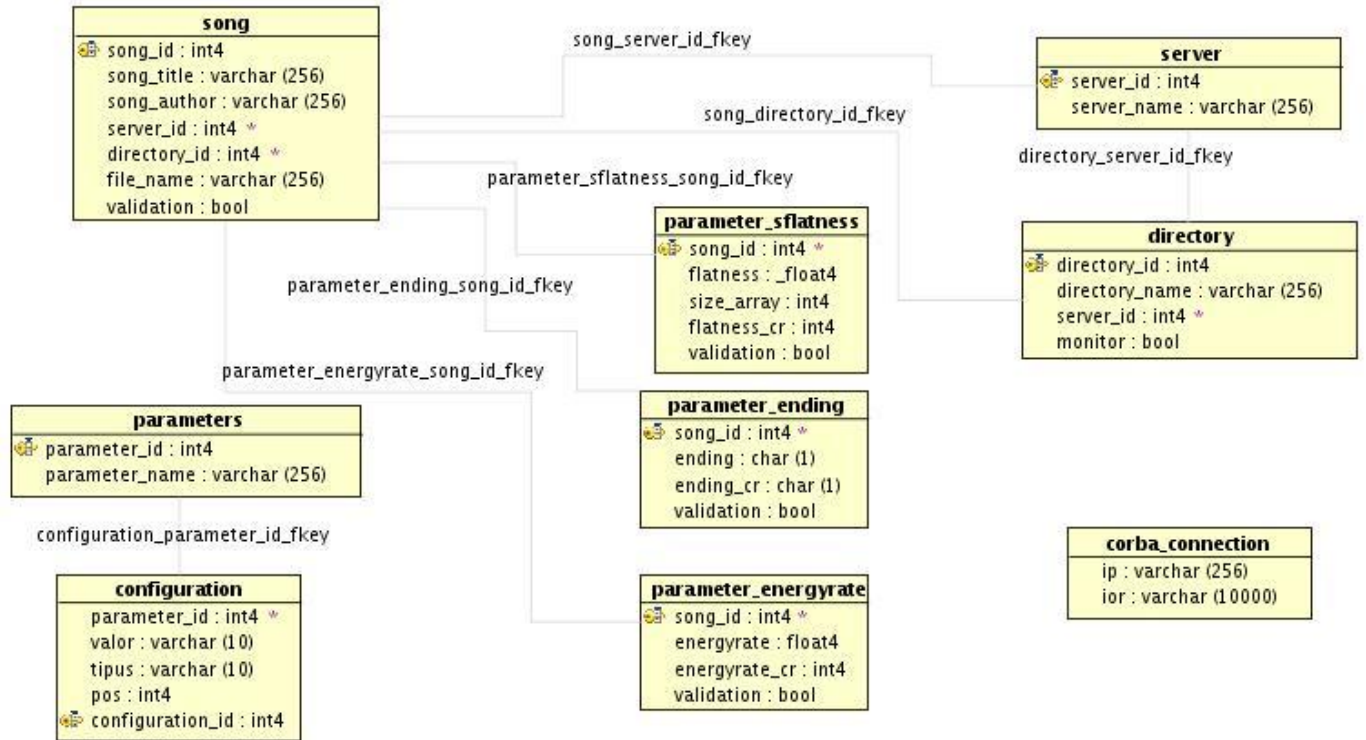 song
song_id : int4
song_title : varchar (256)
song_author : varchar (256)
server_id : int4 *
directory_id : int4 *
file_name : varchar (256)
validation : bool
song_server_id_fkey
server
server_id : int4
server_name : varchar (256)
song_directory_id_fkey
directory_server_id_fkey
parameter_sflatness_song_id_fkey
parameter_sflatness
song_id : int4 *
flatness : _float4
size_array : int4
flatness_cr : int4
validation : bool
directory
directory_id : int4
directory_name : varchar (256)
server_id : int4 *
monitor : bool
parameter_ending_song_id_fkey
parameter_energyrate_song_id_fkey
parameters
parameter_id : int4
parameter_name : varchar (256)
parameter_ending
song_id : int4 *
ending : char (1)
ending_cr : char (1)
validation : bool
configuration_parameter_id_fkey
configuration
parameter_id : int4 *
valor : varchar (10)
tipus : varchar (10)
pos : int4
configuration_id : int4
parameter_energyrate
song_id : int4 *
energyrate : float4
energyrate_cr : int4
validation : bool
corba_connection
ip : varchar (256)
ior : varchar (10000)